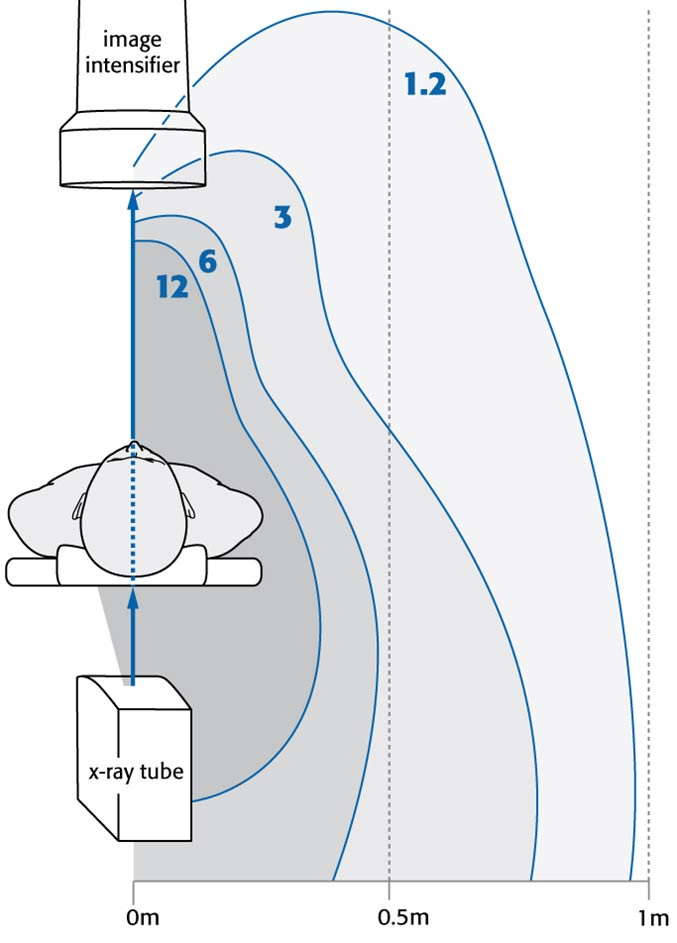 image
intensifier
1.2
3
6
12
x-ray tube
0m
0.5m
1m